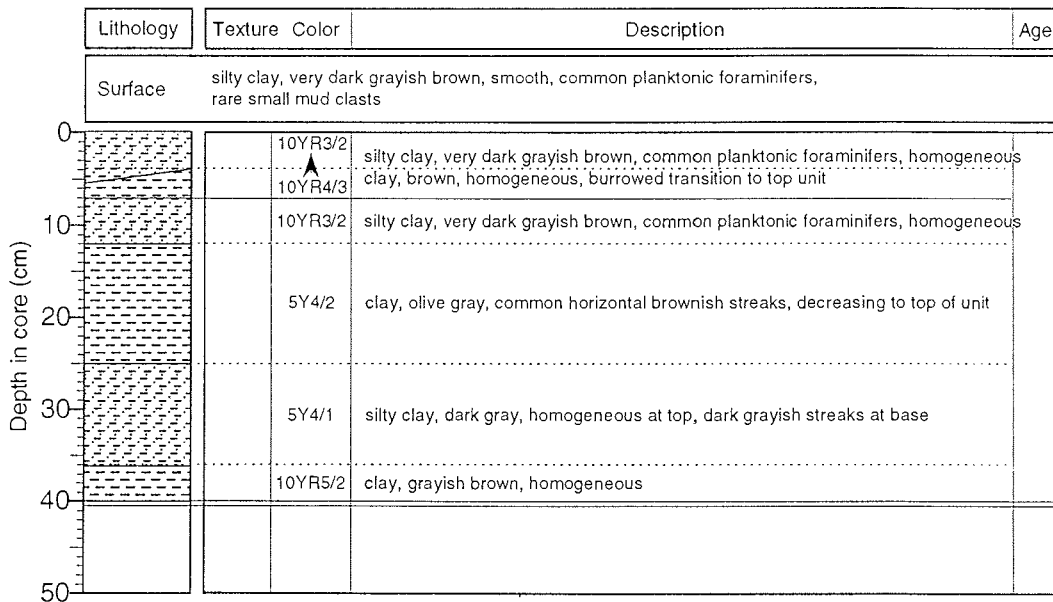 Lithology Texture Color Description Age
Surface silty clay, very dark grayish brown, smooth, common planktonic foraminifers,
rare small mud clasts
Depth in core (cm)
0
10YR3/2 silty clay, very dark grayish brown, common planktonic foraminifers, homogeneous
10YR4/3 clay, brown, homogeneous, burrowed transition to top unit
10 10YR3/2 silty clay, very dark grayish brown, common planktonic foraminifers, homogeneous
20 5Y4/2 clay, olive gray, common horizontal brownish streaks, decreasing to top of unit
30 5Y4/1 silty clay, dark gray, homogeneous at top, dark grayish streaks at base
10YR5/2 clay, grayish brown, homogeneous
40
50